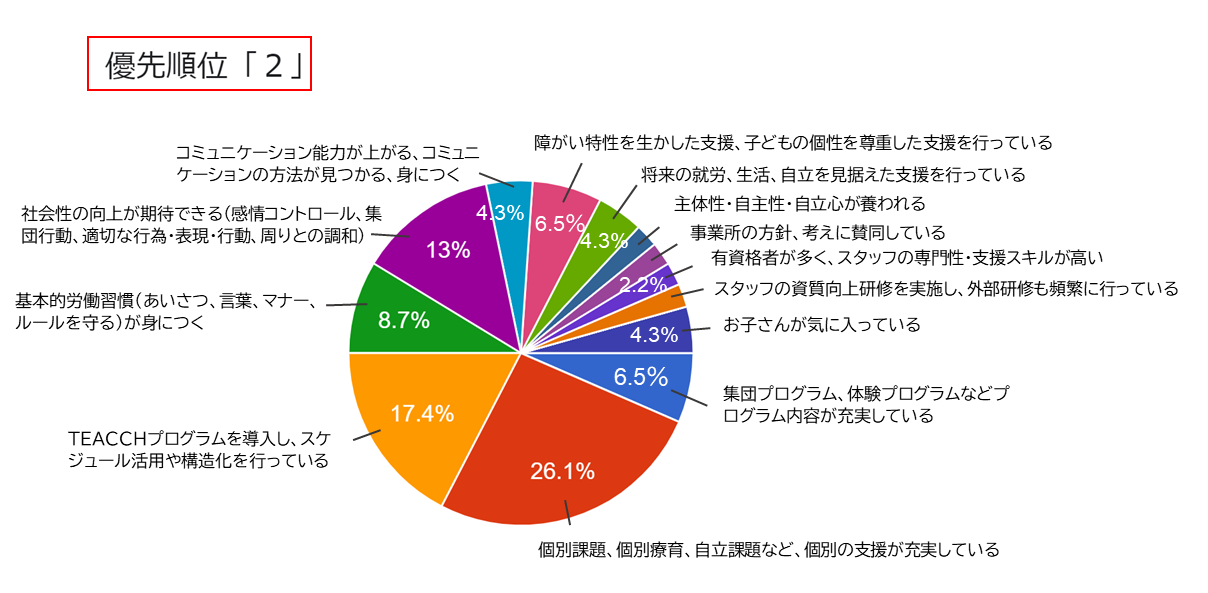 優先順位「２」
障がい特性を生かした支援、子どもの個性を尊重した支援を行っている
コミュニケーション能力が上がる、コミュニ
ケーションの方法が見つかる、身につく
将来の就労、生活、自立を見据えた支援を行っている
主体性・自主性・自立心が養われる
社会性の向上が期待できる（感情コントロール、集
団行動、適切な行為・表現・行動、周りとの調和）
事業所の方針、考えに賛同している
有資格者が多く、スタッフの専門性・支援スキルが高い
スタッフの資質向上研修を実施し、外部研修も頻繁に行っている
基本的労働習慣（あいさつ、言葉、マナー、
ルールを守る）が身につく
お子さんが気に入っている
集団プログラム、体験プログラムなどプ
ログラム内容が充実している
TEACCHプログラムを導入し、スケ
ジュール活用や構造化を行っている
個別課題、個別療育、自立課題など、個別の支援が充実している
4.3%
6.5%
4.3%
13%
2.2%
8.7%
4.3%
6.5%
17.4%
26.1%